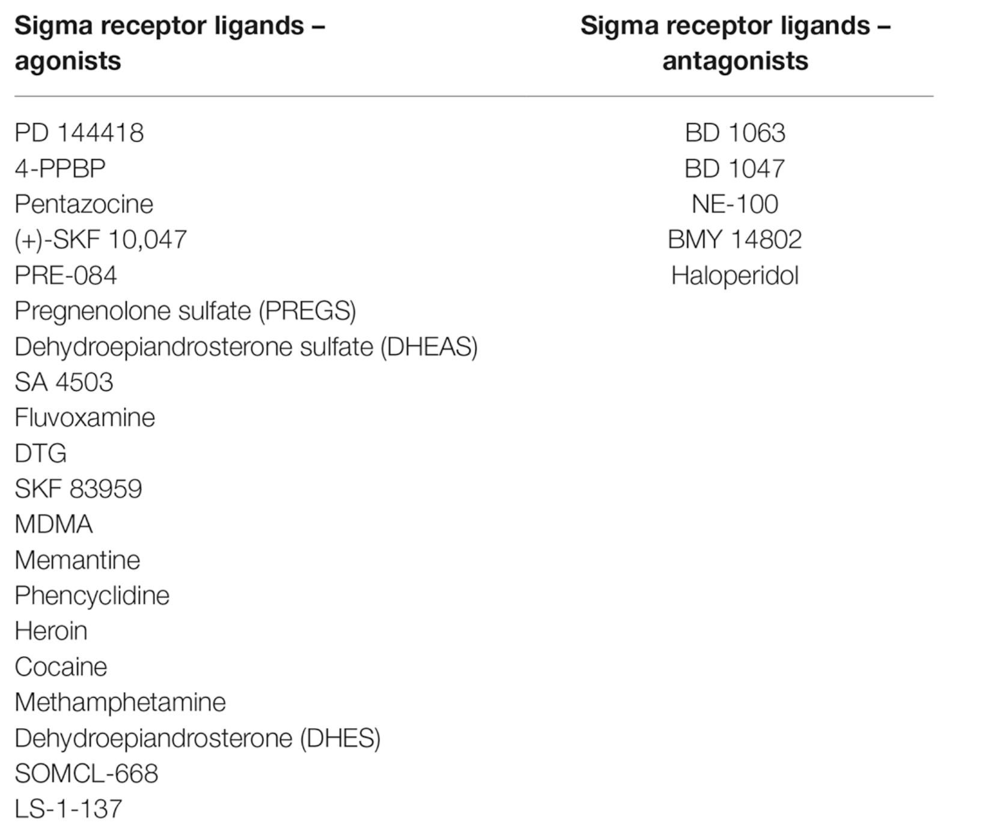 Sigma receptor ligands –
agonists
Sigma receptor ligands –
antagonists
PD 144418
BD 1063
4-PPBP
BD 1047
Pentazocine
NE-100
(+)-SKF 10,047
BMY 14802
PRE-084
Haloperidol
Pregnenolone sulfate (PREGS)
Dehydroepiandrosterone sulfate (DHEAS)
SA 4503
Fluvoxamine
DTG
SKF 83959
MDMA
Memantine
Phencyclidine
Heroin
Cocaine
Methamphetamine
Dehydroepiandrosterone (DHES)
SOMCL-668
LS-1-137